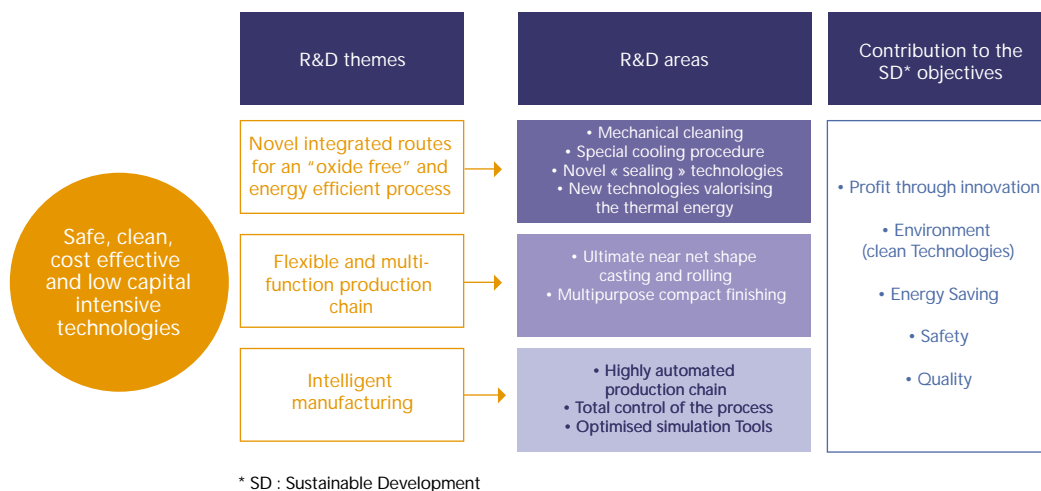 R&D themes
R&D areas
Contribution to the
SD* objectives
Safe, clean,
cost effective
and low capital
intensive
technologies
Novel integrated routes
for an “oxide free” and
energy efficient process
• Mechanical cleaning
• Special cooling procedure
• Novel « sealing » technologies
• New technologies valorising
the thermal energy
Flexible and multi-
function production
chain
• Ultimate near net shape
casting and rolling
• Multipurpose compact finishing
Intelligent
manufacturing
• Highly automated
production chain
• Total control of the process
• Optimised simulation Tools
• Profit through innovation
• Environment
(clean Technologies)
• Energy Saving
• Safety
• Quality
* SD : Sustainable Development